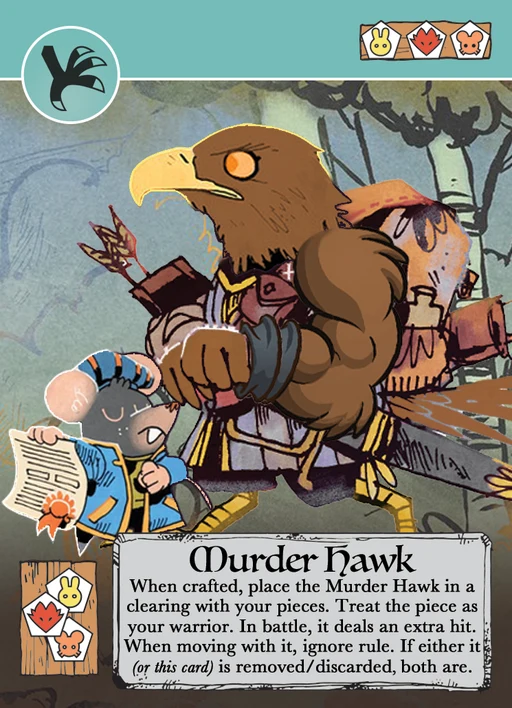 Murder Hawk
When crafted, place the Murder Hawk in a
clearing with your pieces. Treat the piece as
your warrior. In battle, it deals an extra hit.
When moving with it, ignore rule. If either it
(or this card) is removed/discarded, both are.